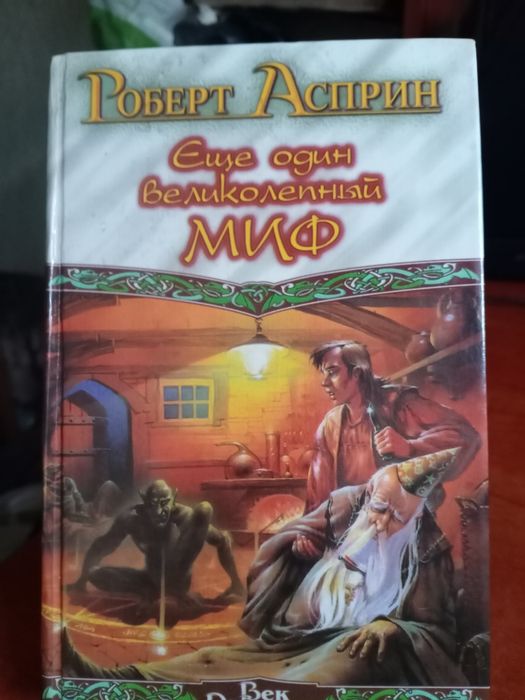 Роберт Асприн
Еще один
великолепный
МИФ
Век